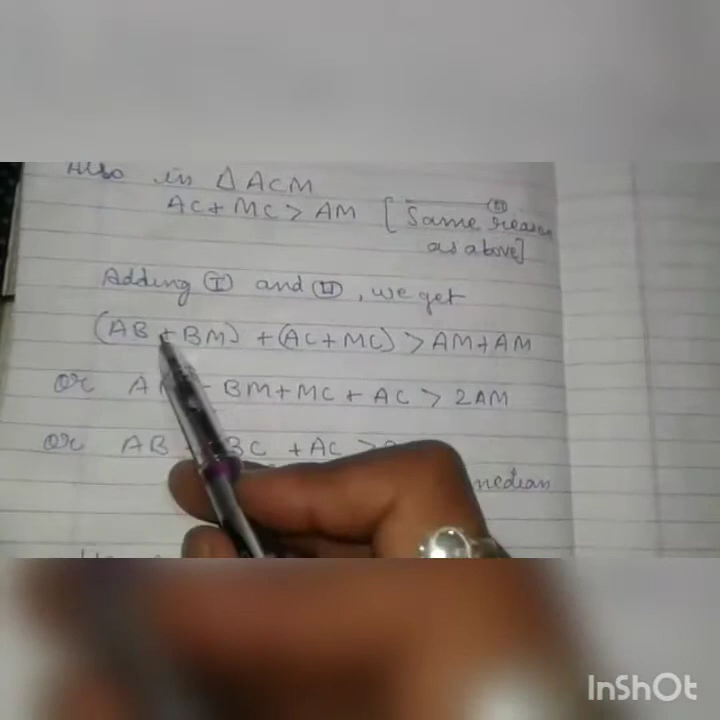 Also in △ACM
AC + MC > AM [Same reason —(II)
as above]
Adding (I) and (II), we get
(AB + BM) + (AC + MC) > AM + AM
or BM + MC + AC > 2AM
or AB BC + AC >
median
InShOt